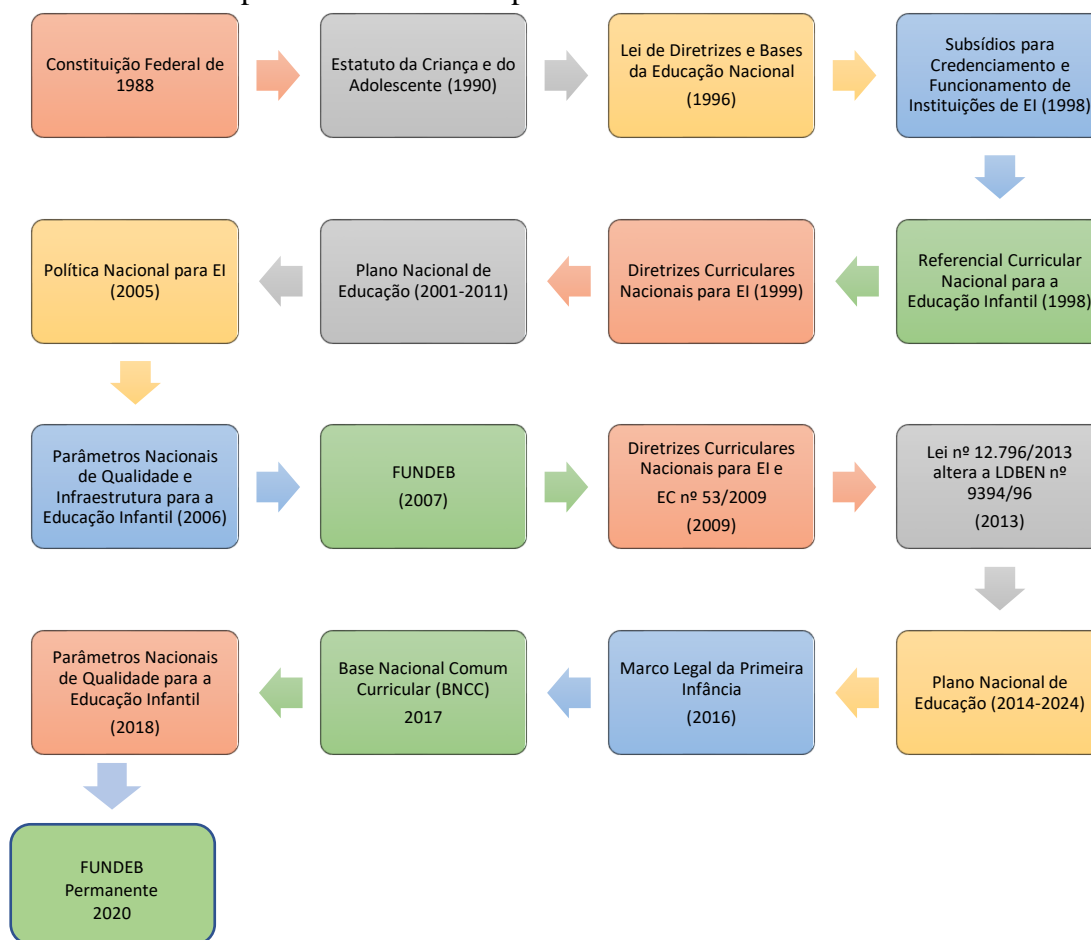 Constituição Federal de
1988
Estatuto da Criança e do
Adolescente (1990)
Lei de Diretrizes e Bases
da Educação Nacional
(1996)
Subsídios para
Credenciamento e
Funcionamento de
Instituições de EI (1998)
Referencial Curricular
Nacional para a
Educação Infantil (1998)
Diretrizes Curriculares
Nacionais para EI (1999)
Plano Nacional de
Educação (2001-2011)
Política Nacional para EI
(2005)
Parâmetros Nacionais
de Qualidade e
Infraestrutura para a
Educação Infantil (2006)
FUNDEB
(2007)
Diretrizes Curriculares
Nacionais para EI e
EC nº 53/2009
(2009)
Lei nº 12.796/2013
altera a LDBEN nº
9394/96
(2013)
Plano Nacional de
Educação (2014-2024)
Marco Legal da Primeira
Infância
(2016)
Base Nacional Comum
Curricular (BNCC)
2017
Parâmetros Nacionais
de Qualidade para a
Educação Infantil
(2018)
FUNDEB
Permanente
2020